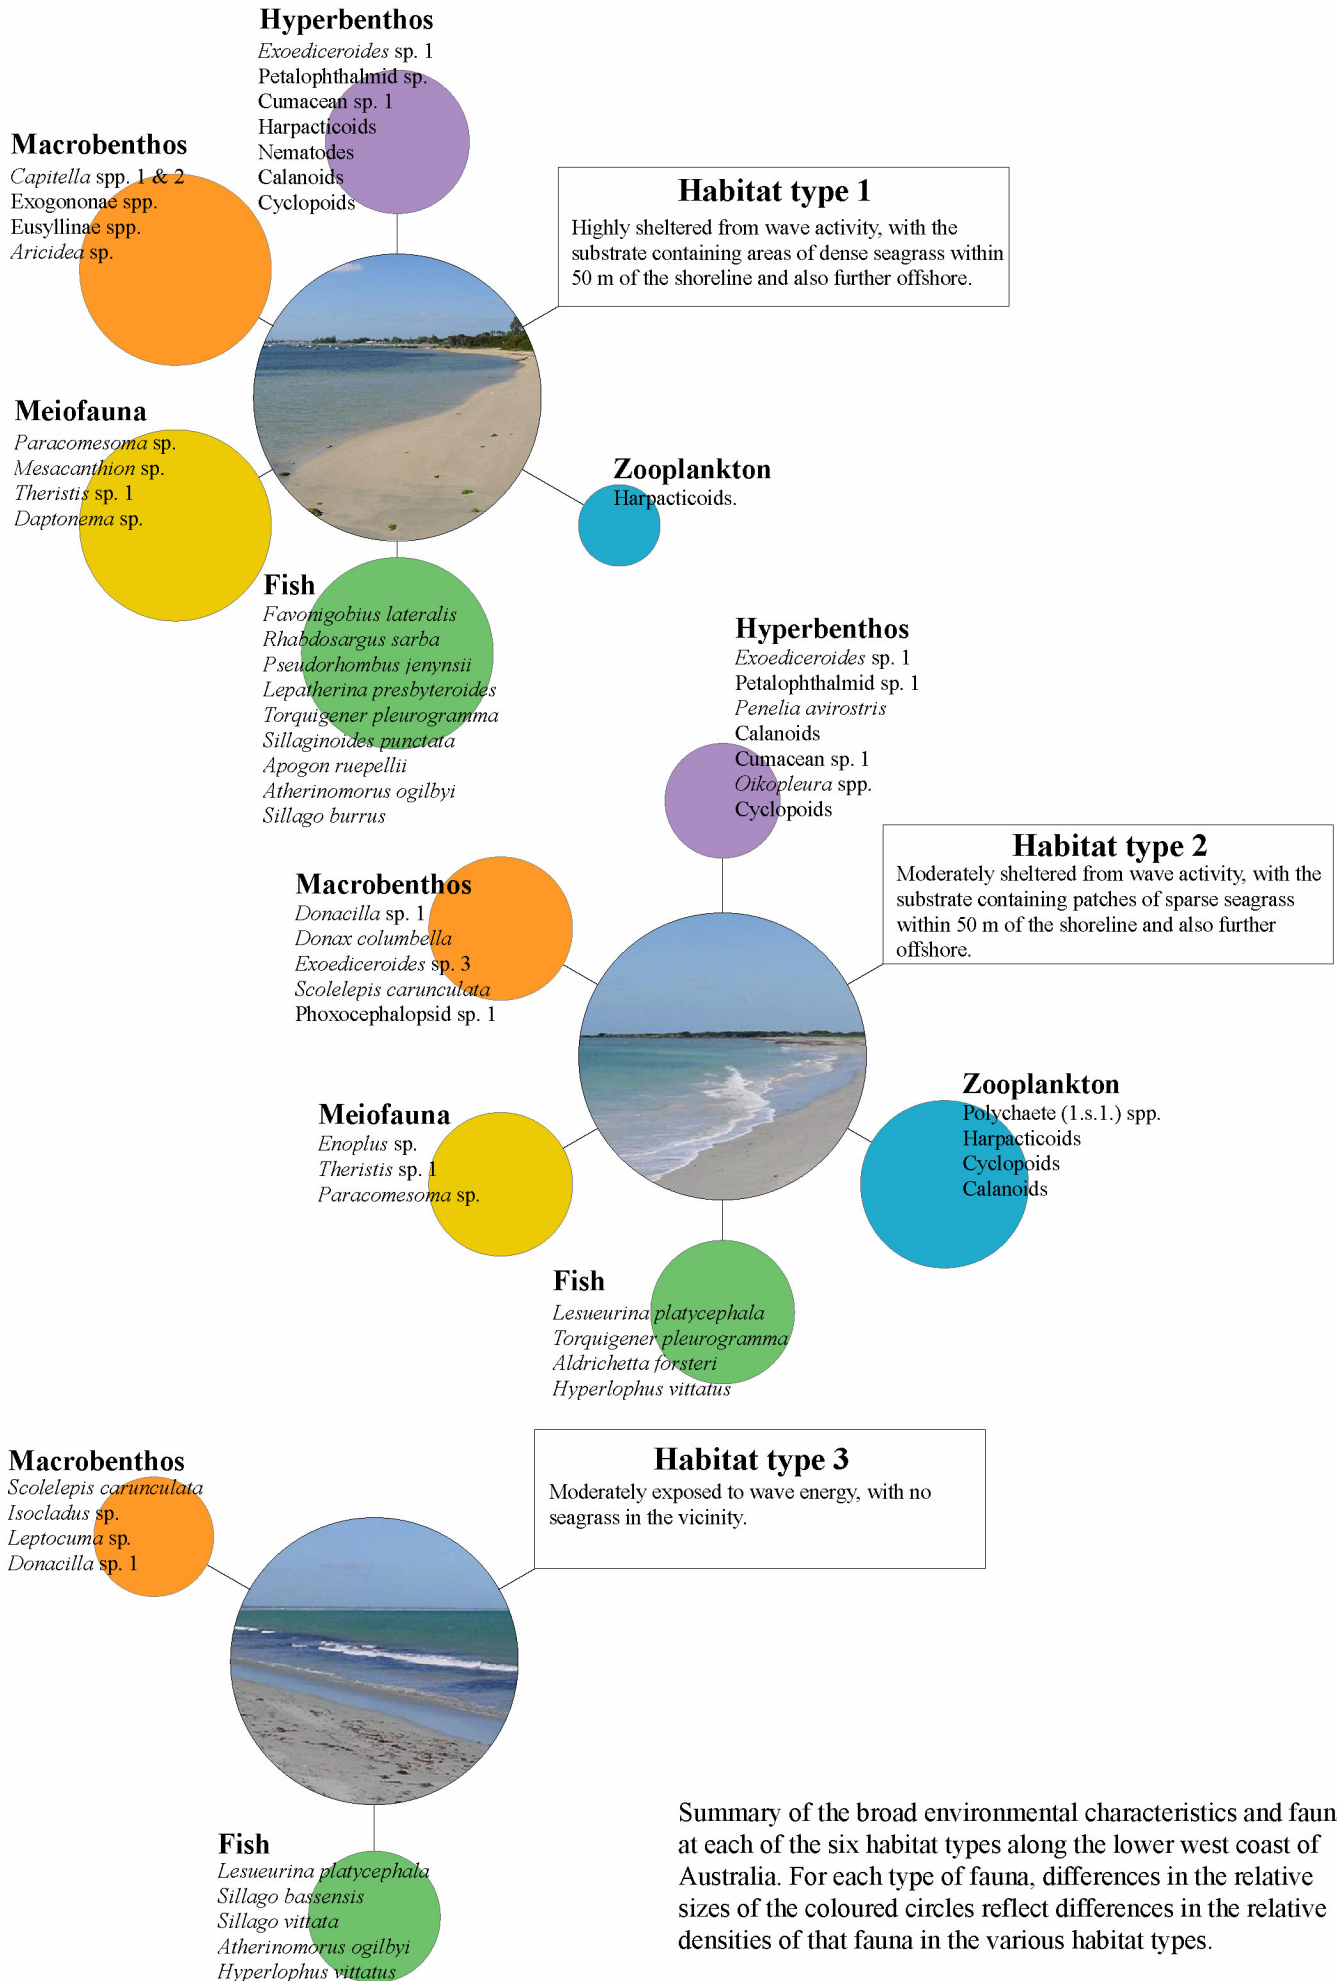 Hyperbenthos
Exoediceroides sp. 1
Petalophthalmid sp.
Cumacean sp. 1
Harpacticoids
Nematodes
Calanoids
Cyclopoids
Macrobenthos
Capitella spp. 1 & 2
Exogononae spp.
Eusyllinae spp.
Aricidea sp.
Habitat type 1
Highly sheltered from wave activity, with the
substrate containing areas of dense seagrass within
50 m of the shoreline and also further offshore.
Meiofauna
Paracomesoma sp.
Mesacanthion sp.
Theristis sp. 1
Daptonema sp.
Zooplankton
Harpacticoids.
Fish
Favonigobius lateralis
Rhabdosargus sarba
Pseudorhombus jenynsii
Lepatherina presbyteroides
Torquigener pleurogramma
Sillaginoides punctata
Apogon ruepellii
Atherinomorus ogilbyi
Sillago burrus
Hyperbenthos
Exoediceroides sp. 1
Petalophthalmid sp. 1
Penelia avirostris
Calanoids
Cumacean sp. 1
Oikopleura spp.
Cyclopoids
Habitat type 2
Moderately sheltered from wave activity, with the
substrate containing patches of sparse seagrass
within 50 m of the shoreline and also further
offshore.
Macrobenthos
Donacilla sp. 1
Donax columbella
Exoediceroides sp. 3
Scolelepis carunculata
Phoxocephalopsid sp. 1
Meiofauna
Enoplus sp.
Theristis sp. 1
Paracomesoma sp.
Zooplankton
Polychaete (1.s.1.) spp.
Harpacticoids
Cyclopoids
Calanoids
Fish
Lesueurina platycephala
Torquigener pleurogramma
Aldrichetta forsteri
Hyperlophus vittatus
Macrobenthos
Scolelepis carunculata
Isocladus sp.
Leptocuma sp.
Donacilla sp. 1
Habitat type 3
Moderately exposed to wave energy, with no
seagrass in the vicinity.
Fish
Lesueurina platycephala
Sillago bassensis
Sillago vittata
Atherinomorus ogilbyi
Hyperlophus vittatus
Summary of the broad environmental characteristics and faun
at each of the six habitat types along the lower west coast of
Australia. For each type of fauna, differences in the relative
sizes of the coloured circles reflect differences in the relative
densities of that fauna in the various habitat types.